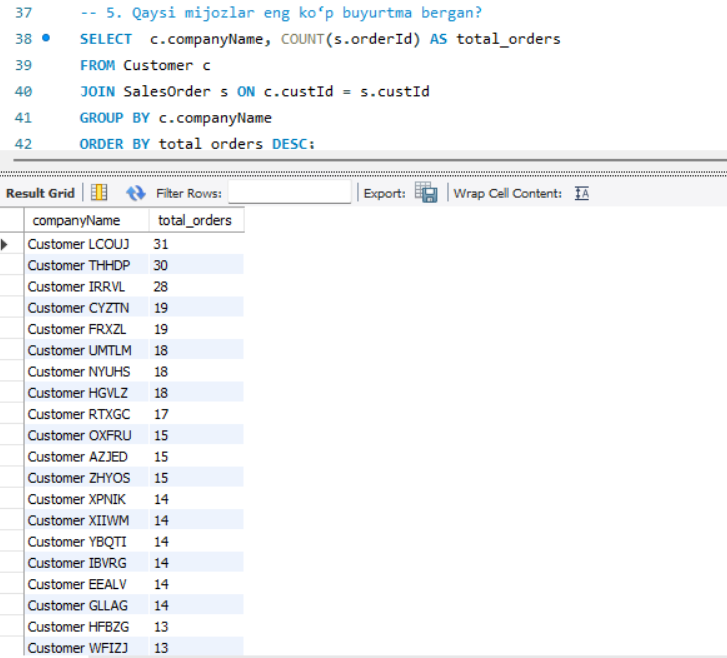 37 -- 5. Qaysi mijozlar eng ko‘p buyurtma bergan?
38 SELECT c.companyName, COUNT(s.orderId) AS total_orders
39 FROM Customer c
40 JOIN SalesOrder s ON c.custId = s.custId
41 GROUP BY c.companyName
42 ORDER BY total_orders DESC;
Result Grid Filter Rows: Export: Wrap Cell Content: IA
companyName total_orders
Customer LCOUJ 31
Customer THHDP 30
Customer IRRVL 28
Customer CYZTN 19
Customer FRXZL 19
Customer UMTLM 18
Customer NYUHS 18
Customer HGVLZ 18
Customer RTXGC 17
Customer OXFRU 15
Customer AZJED 15
Customer ZHYOS 15
Customer XPNIK 14
Customer XIIWM 14
Customer YBQTI 14
Customer IBVRG 14
Customer EEALV 14
Customer GLLAG 14
Customer HFBZG 13
Customer WFIZJ 13